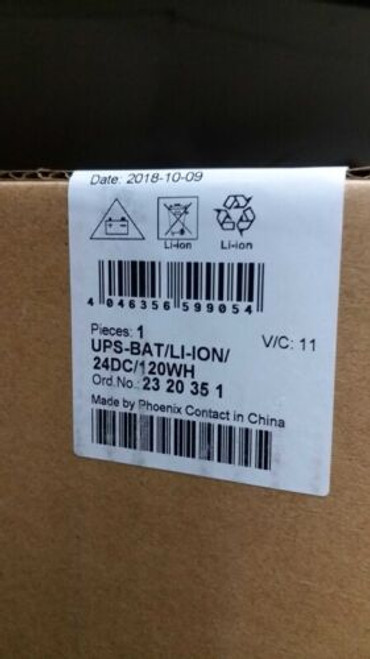 Date: 2018-10-09
Li-ion
Li-ion
4 046356 599054
Pieces: 1
V/C: 11
UPS-BAT/LI-ION/
24DC/120WH
Ord.No.: 23 20 35 1
Made by Phoenix Contact in China